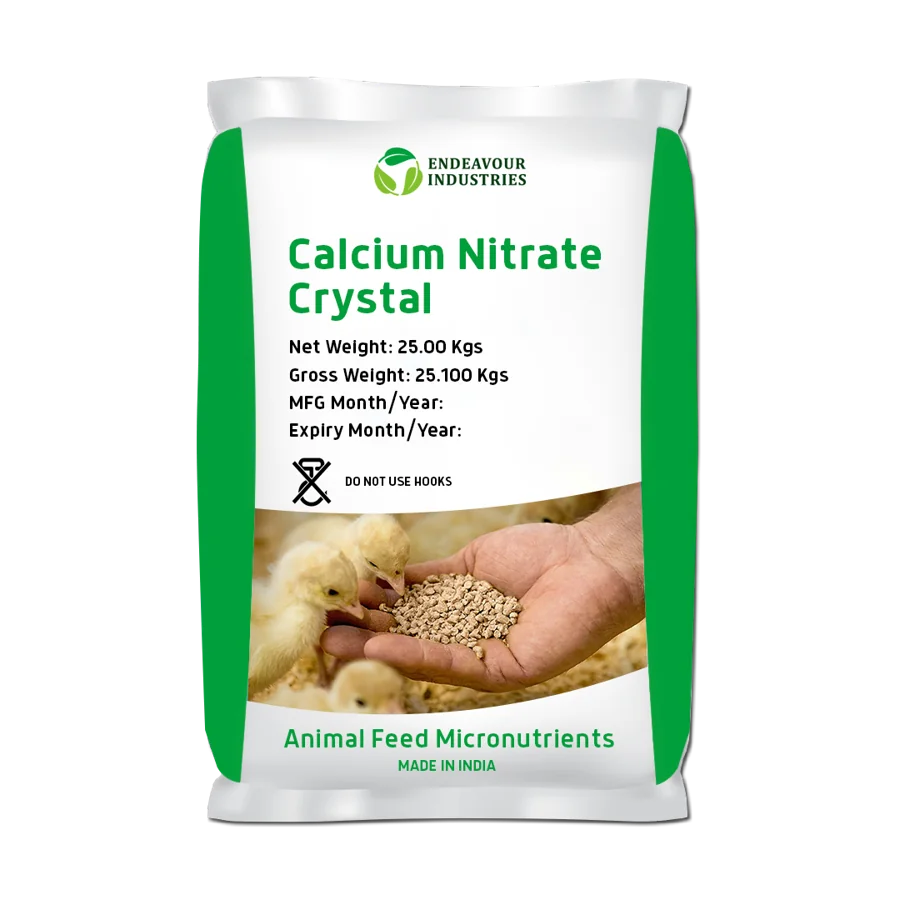 ENDEAVOUR
INDUSTRIES
Calcium Nitrate
Crystal
Net Weight: 25.00 Kgs
Gross Weight: 25.100 Kgs
MFG Month/Year:
Expiry Month/Year:
DO NOT USE HOOKS
Animal Feed Micronutrients
MADE IN INDIA